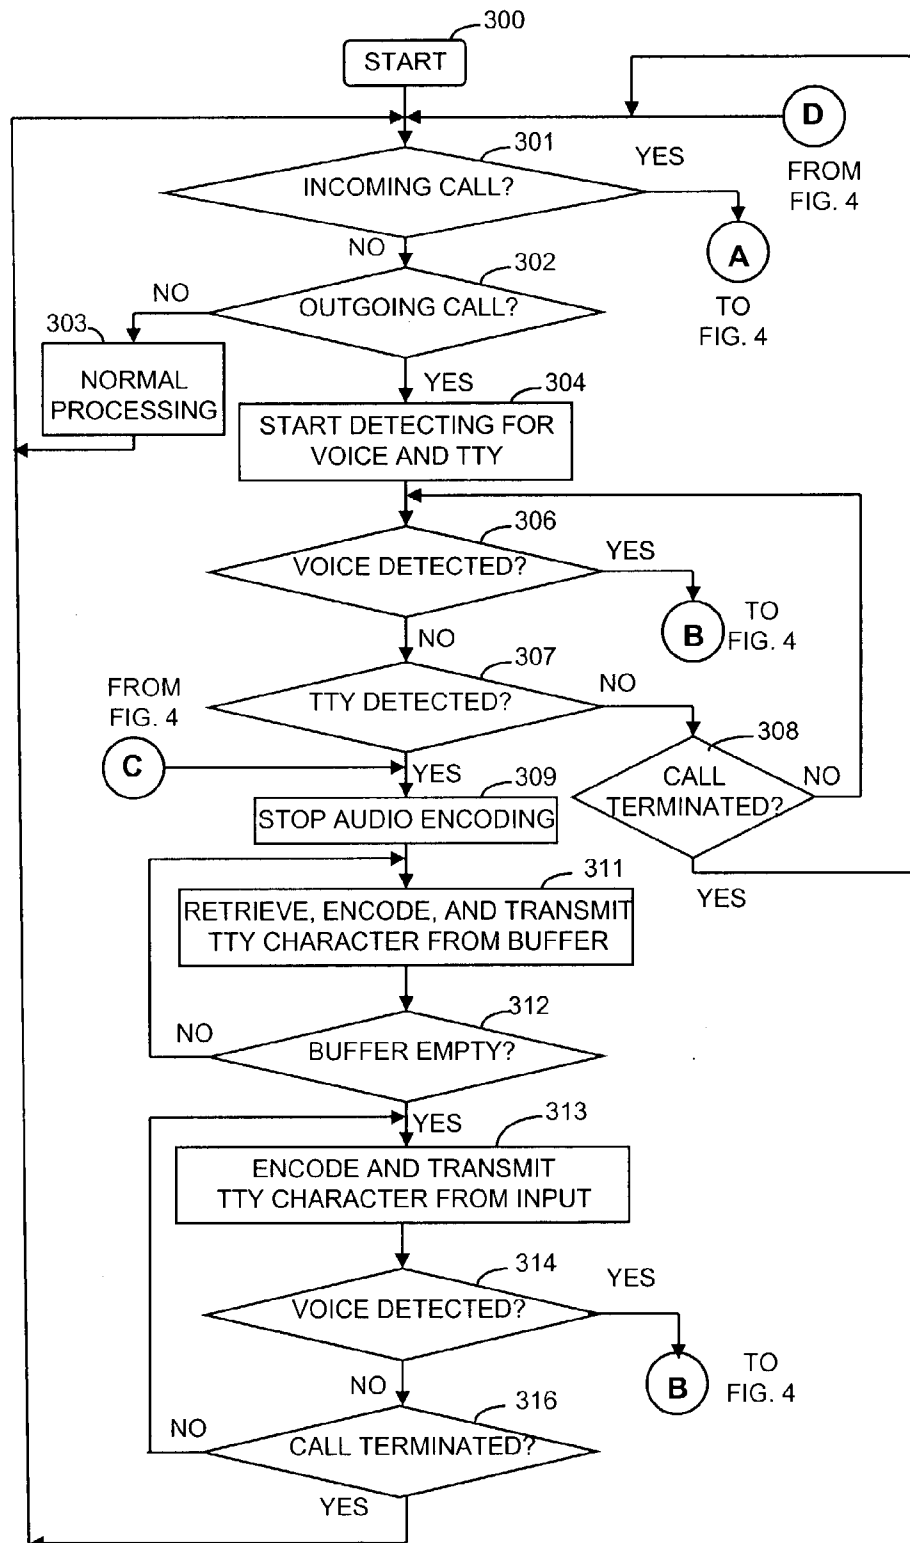 300
START
D
FROM
FIG. 4
301
YES
INCOMING CALL?
A
TO
FIG. 4
NO
302
OUTGOING CALL?
NO
303
NORMAL
PROCESSING
YES
304
START DETECTING FOR
VOICE AND TTY
306
VOICE DETECTED?
YES
B
TO
FIG. 4
NO
307
TTY DETECTED?
NO
FROM
FIG. 4
C
YES
308
CALL
TERMINATED?
NO
YES
309
STOP AUDIO ENCODING
311
RETRIEVE, ENCODE, AND TRANSMIT
TTY CHARACTER FROM BUFFER
312
NO
BUFFER EMPTY?
YES
313
ENCODE AND TRANSMIT
TTY CHARACTER FROM INPUT
314
VOICE DETECTED?
YES
B
TO
FIG. 4
NO
316
NO
CALL TERMINATED?
YES